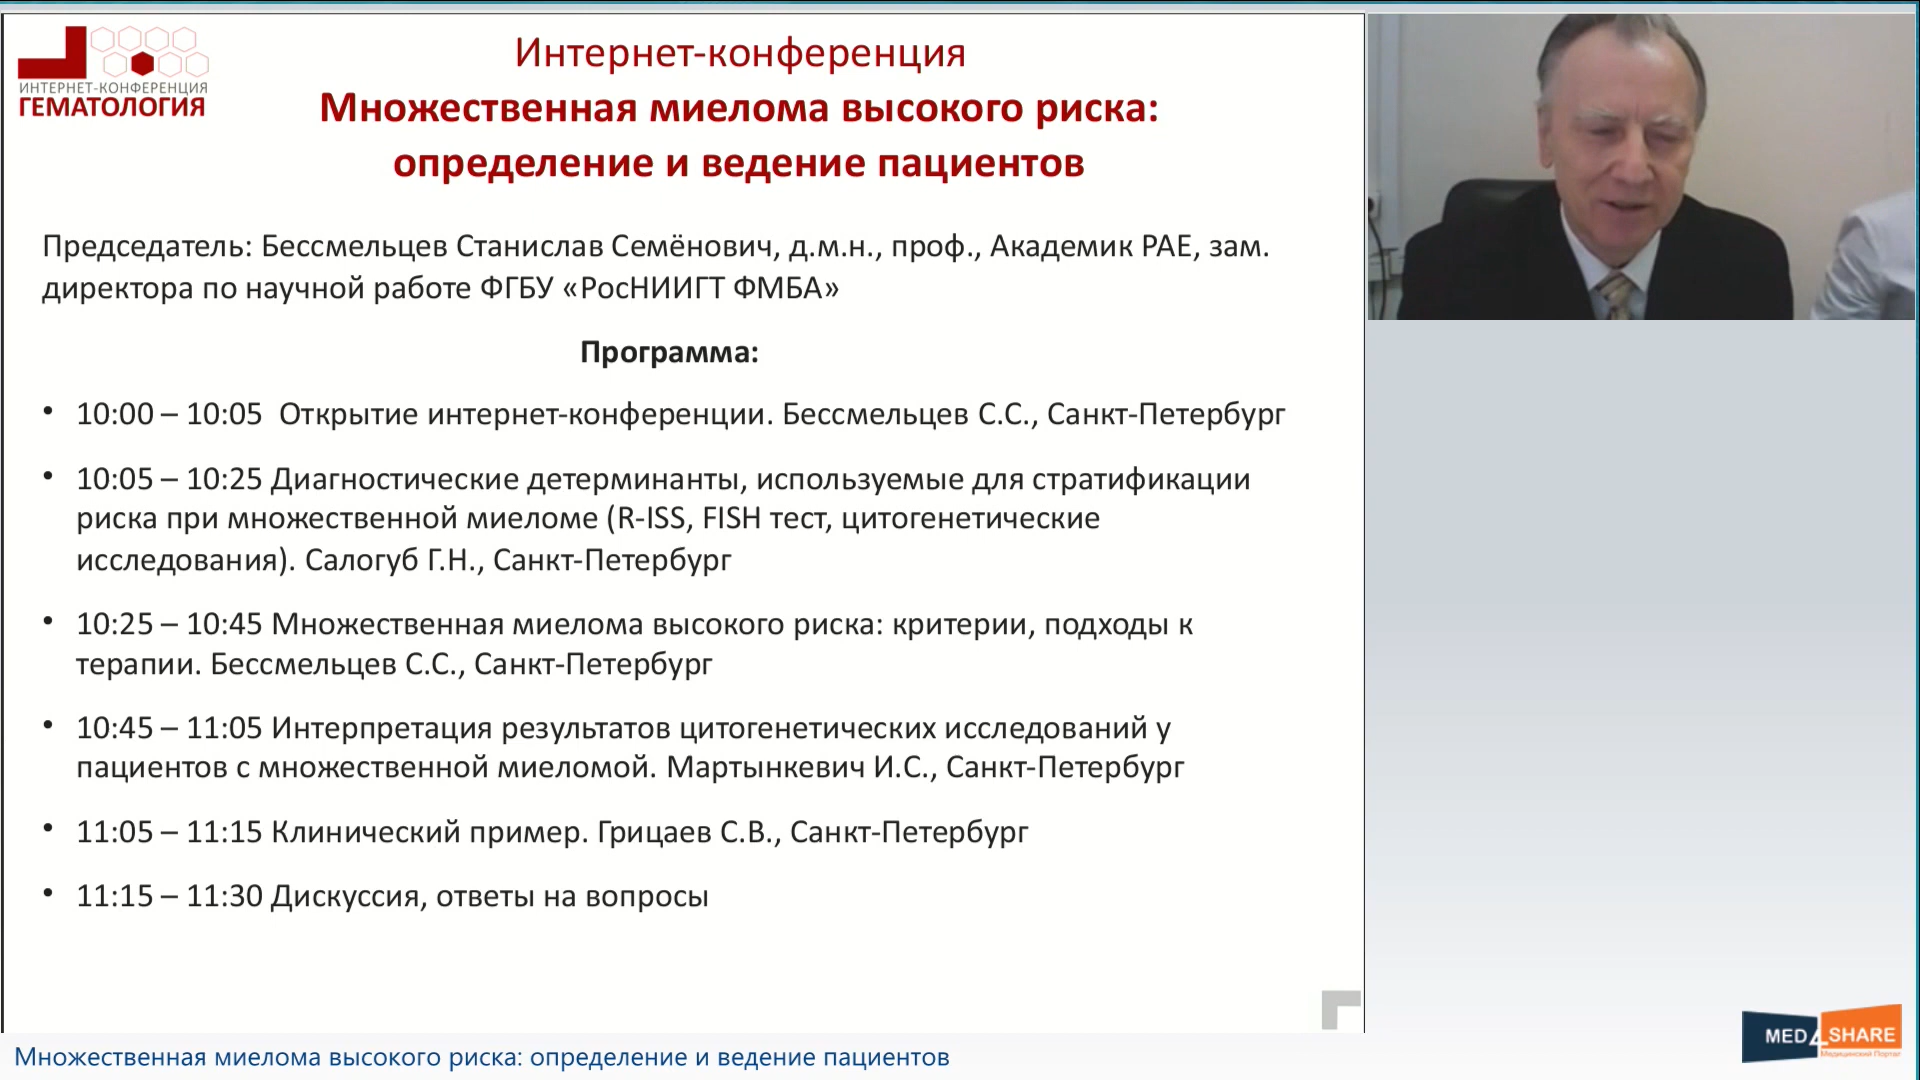 ИНТЕРНЕТ-КОНФЕРЕНЦИЯ
ГЕМАТОЛОГИЯ
Интернет-конференция
Множественная миелома высокого риска:
определение и ведение пациентов
Председатель: Бессмельцев Станислав Семёнович, д.м.н., проф., Академик РАЕ, зам.
директора по научной работе ФГБУ «РосНИИГТ ФМБА»
Программа:
• 10:00 – 10:05 Открытие интернет-конференции. Бессмельцев С.С., Санкт-Петербург
• 10:05 – 10:25 Диагностические детерминанты, используемые для стратификации
риска при множественной миеломе (R-ISS, FISH тест, цитогенетические
исследования). Салогуб Г.Н., Санкт-Петербург
• 10:25 – 10:45 Множественная миелома высокого риска: критерии, подходы к
терапии. Бессмельцев С.С., Санкт-Петербург
• 10:45 – 11:05 Интерпретация результатов цитогенетических исследований у
пациентов с множественной миеломой. Мартынкевич И.С., Санкт-Петербург
• 11:05 – 11:15 Клинический пример. Грицаев С.В., Санкт-Петербург
• 11:15 – 11:30 Дискуссия, ответы на вопросы
Множественная миелома высокого риска: определение и ведение пациентов
MED4SHARE
Медицинский Портал